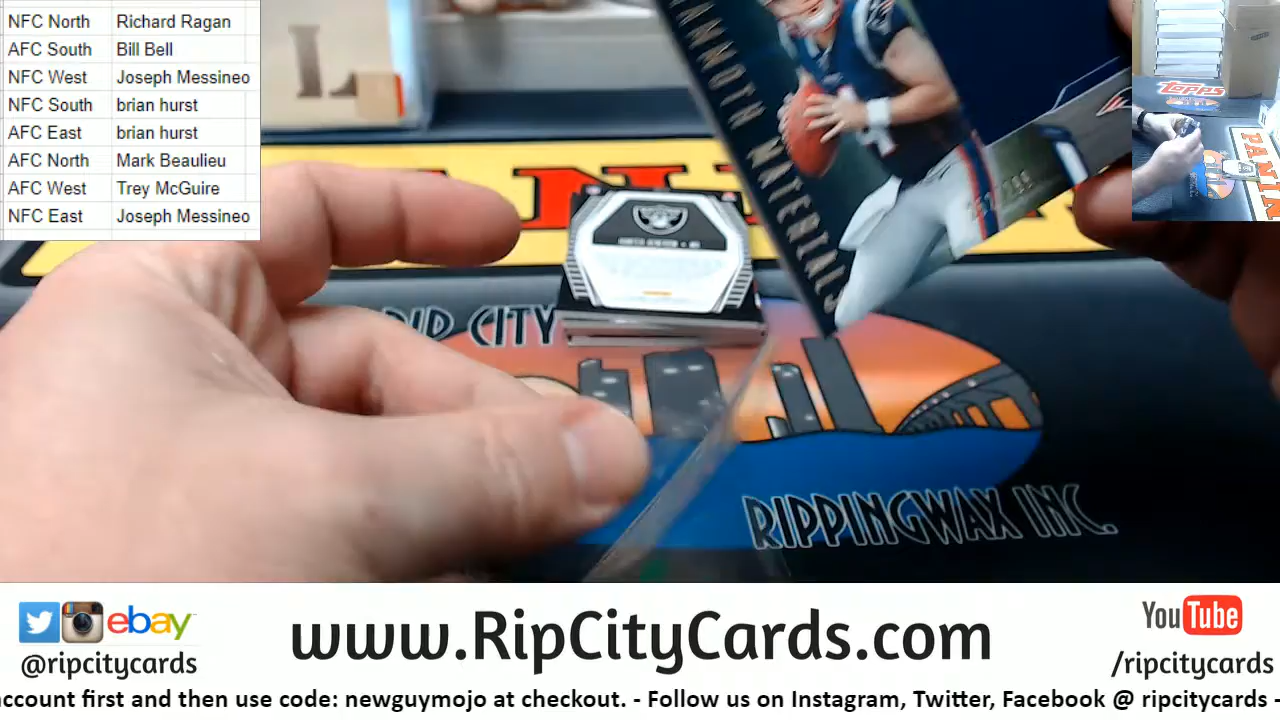 NFC North Richard Ragan
AFC South Bill Bell
NFC West Joseph Messineo
NFC South brian hurst
AFC East brian hurst
AFC North Mark Beaulieu
AFC West Trey McGuire
NFC East Joseph Messineo
MAMMOTH MATERIALS
TOPPS
PANINI
RIP CITY
RIPPINGWAX INC.
ebay
@ripcitycards
www.RipCityCards.com
YouTube
/ripcitycards
account first and then use code: newguymojo at checkout. - Follow us on Instagram, Twitter, Facebook @ ripcitycards -